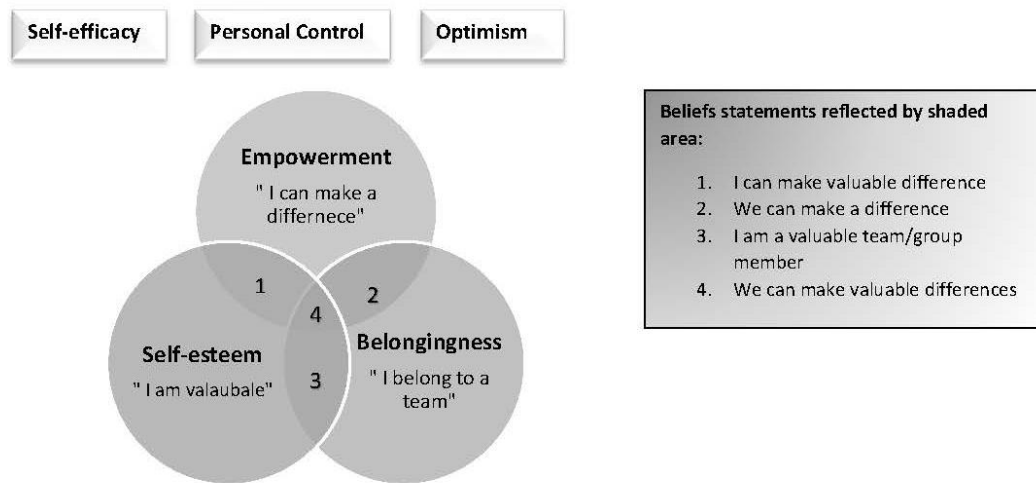 Self-efficacy
Personal Control
Optimism
Empowerment
" I can make a
differnece"
1
2
4
Self-esteem
" I am valaubale"
3
Belongingness
" I belong to a
team"
Beliefs statements reflected by shaded
area:
1. I can make valuable difference
2. We can make a difference
3. I am a valuable team/group
member
4. We can make valuable differences